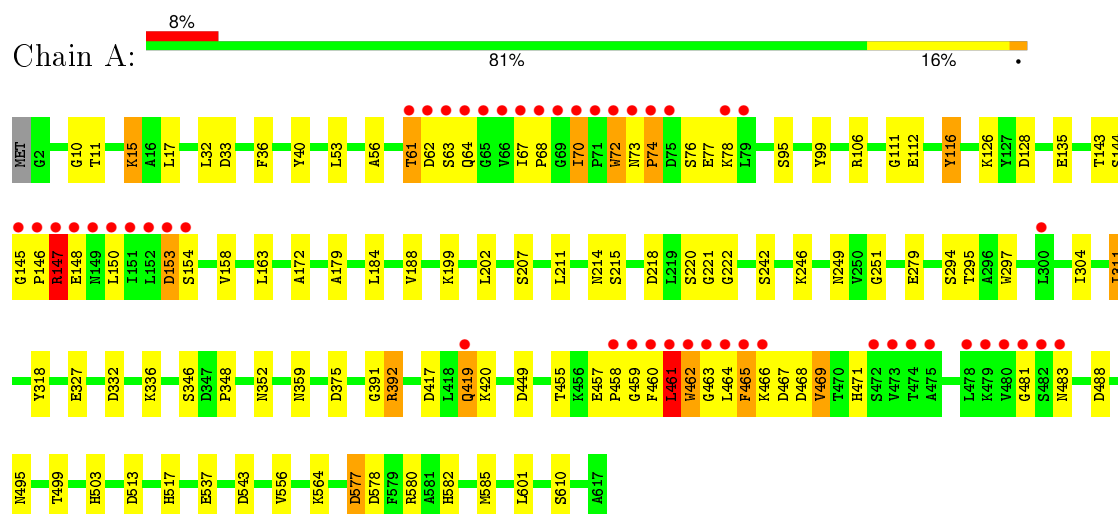 8%
Chain A:
81% 16% •
MET G2 G10 T11 K15 A16 L17 L32 D33 F36 Y40 L53 A56 T61 D62 S63 Q64 G65 V66 I67 P68 G69 I70 P71 W72 N73 P74 D75 S76 E77 K78 I79 S95 Y99 R106 G111 E112 Y116 K126 Y127 D128 E135 T143 S144
G145 P146 R147 E148 N149 L150 I151 L152 D153 S154 V158 L163 A172 A179 L184 V188 K199 L202 S207 L211 N214 S215 D218 L219 S220 G221 G222 S242 K246 N249 V250 G251 E279 S294 T295 A296 W297 L300 I304
Y318 E327 D332 K336 S346 D347 P348 N352 N359 D375 G391 R392 D417 L418 Q419 K420 D449 T455 K456 E457 P458 G459 F460 L461 W462 G463 L464 F465 K466 D467 D468 V469 T470 H471 S472 V473 T474 A475 L478 K479 V480 G481 S482 N483 D488
N495 T499 H503 D513 H517 E537 D543 V556 K564 D577 D578 F579 R580 A581 H582 M585 L601 S610 A617